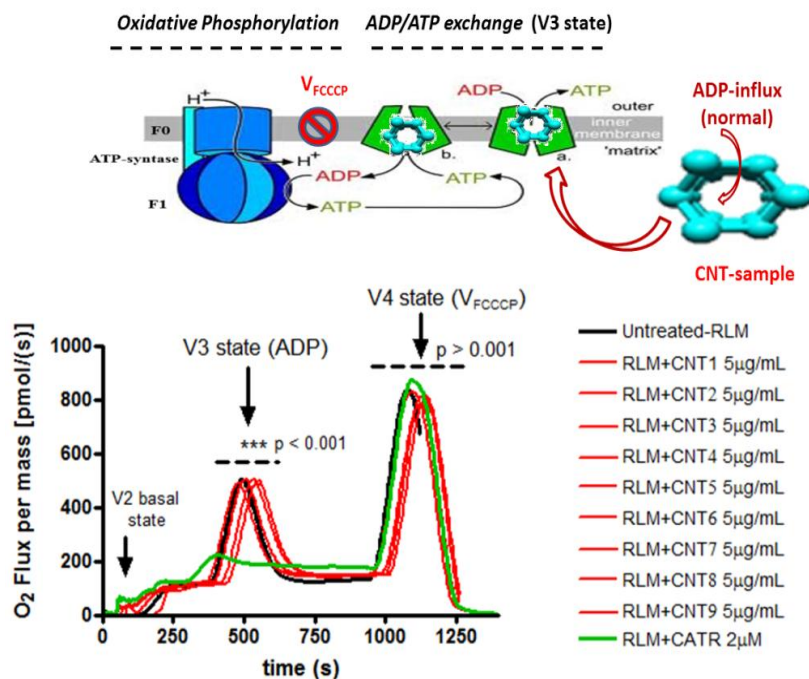 Oxidative Phosphorylation
ADP/ATP exchange (V3 state)
H+
VFCCCP
ADP
ATP
ADP-influx
(normal)
outer
inner
membrane
'matrix'
F0
ATP-syntase
F1
H+
b.
a.
ADP
ATP
ATP
CNT-sample
V4 state (VFCCCP)
p > 0.001
V3 state (ADP)
*** p < 0.001
V2 basal
state
O2 Flux per mass [pmol/(s)]
1000
800
600
400
200
0
0 250 500 750 1000 1250
time (s)
Untreated-RLM
RLM+CNT1 5µg/mL
RLM+CNT2 5µg/mL
RLM+CNT3 5µg/mL
RLM+CNT4 5µg/mL
RLM+CNT5 5µg/mL
RLM+CNT6 5µg/mL
RLM+CNT7 5µg/mL
RLM+CNT8 5µg/mL
RLM+CNT9 5µg/mL
RLM+CATR 2µM